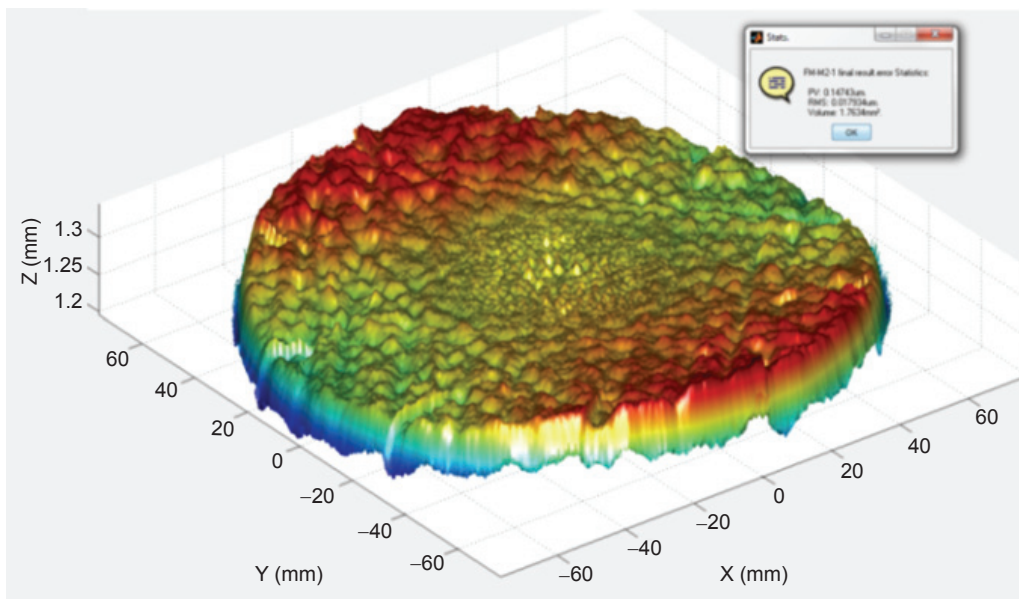 Stats.
FM-M2-1 final result error Statistics:
PV: 0.14743um.
RMS: 0.017934um.
Volume: 1.7634mm³.
OK
Z (mm)
1.3
1.25
1.2
60
40
20
0
−20
−40
−60
Y (mm)
60
40
20
0
−20
−40
−60
X (mm)